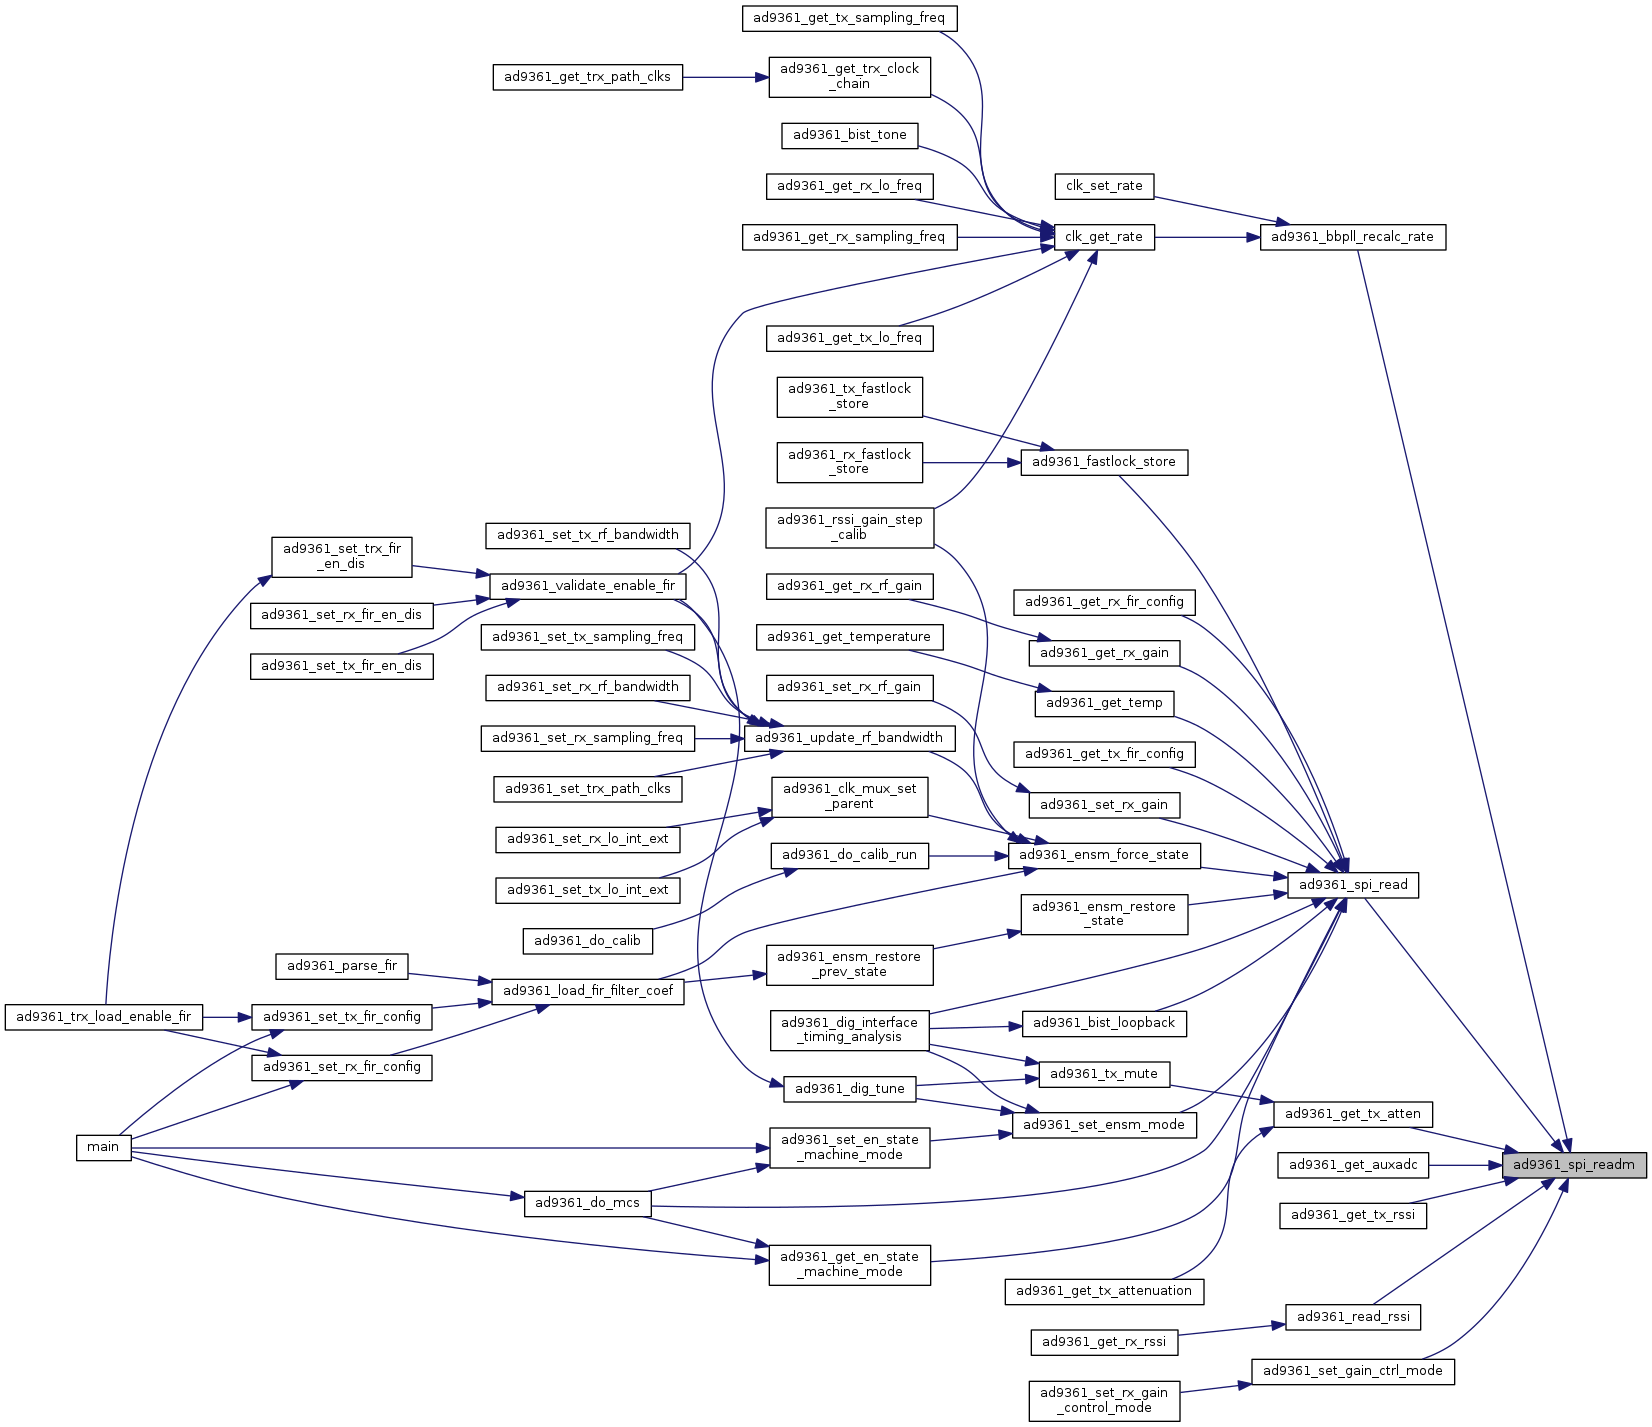 ad9361_get_tx_sampling_freq
ad9361_get_trx_clock
_chain
ad9361_get_trx_path_clks
ad9361_bist_tone
ad9361_get_rx_lo_freq
clk_set_rate
ad9361_get_rx_sampling_freq
clk_get_rate
ad9361_bbpll_recalc_rate
ad9361_get_tx_lo_freq
ad9361_tx_fastlock
_store
ad9361_rx_fastlock
_store
ad9361_fastlock_store
ad9361_rssi_gain_step
_calib
ad9361_set_tx_rf_bandwidth
ad9361_set_trx_fir
_en_dis
ad9361_validate_enable_fir
ad9361_get_rx_rf_gain
ad9361_get_rx_fir_config
ad9361_set_rx_fir_en_dis
ad9361_set_tx_sampling_freq
ad9361_get_temperature
ad9361_get_rx_gain
ad9361_set_tx_fir_en_dis
ad9361_set_rx_rf_bandwidth
ad9361_set_rx_rf_gain
ad9361_get_temp
ad9361_set_rx_sampling_freq
ad9361_update_rf_bandwidth
ad9361_get_tx_fir_config
ad9361_set_trx_path_clks
ad9361_clk_mux_set
_parent
ad9361_set_rx_gain
ad9361_set_rx_lo_int_ext
ad9361_do_calib_run
ad9361_ensm_force_state
ad9361_set_tx_lo_int_ext
ad9361_spi_read
ad9361_ensm_restore
_state
ad9361_do_calib
ad9361_parse_fir
ad9361_ensm_restore
_prev_state
ad9361_load_fir_filter_coef
ad9361_trx_load_enable_fir
ad9361_set_tx_fir_config
ad9361_dig_interface
_timing_analysis
ad9361_bist_loopback
ad9361_set_rx_fir_config
ad9361_tx_mute
ad9361_dig_tune
ad9361_get_tx_atten
ad9361_set_ensm_mode
main
ad9361_set_en_state
_machine_mode
ad9361_get_auxadc
ad9361_spi_readm
ad9361_do_mcs
ad9361_get_tx_rssi
ad9361_get_en_state
_machine_mode
ad9361_get_tx_attenuation
ad9361_read_rssi
ad9361_get_rx_rssi
ad9361_set_gain_ctrl_mode
ad9361_set_rx_gain
_control_mode